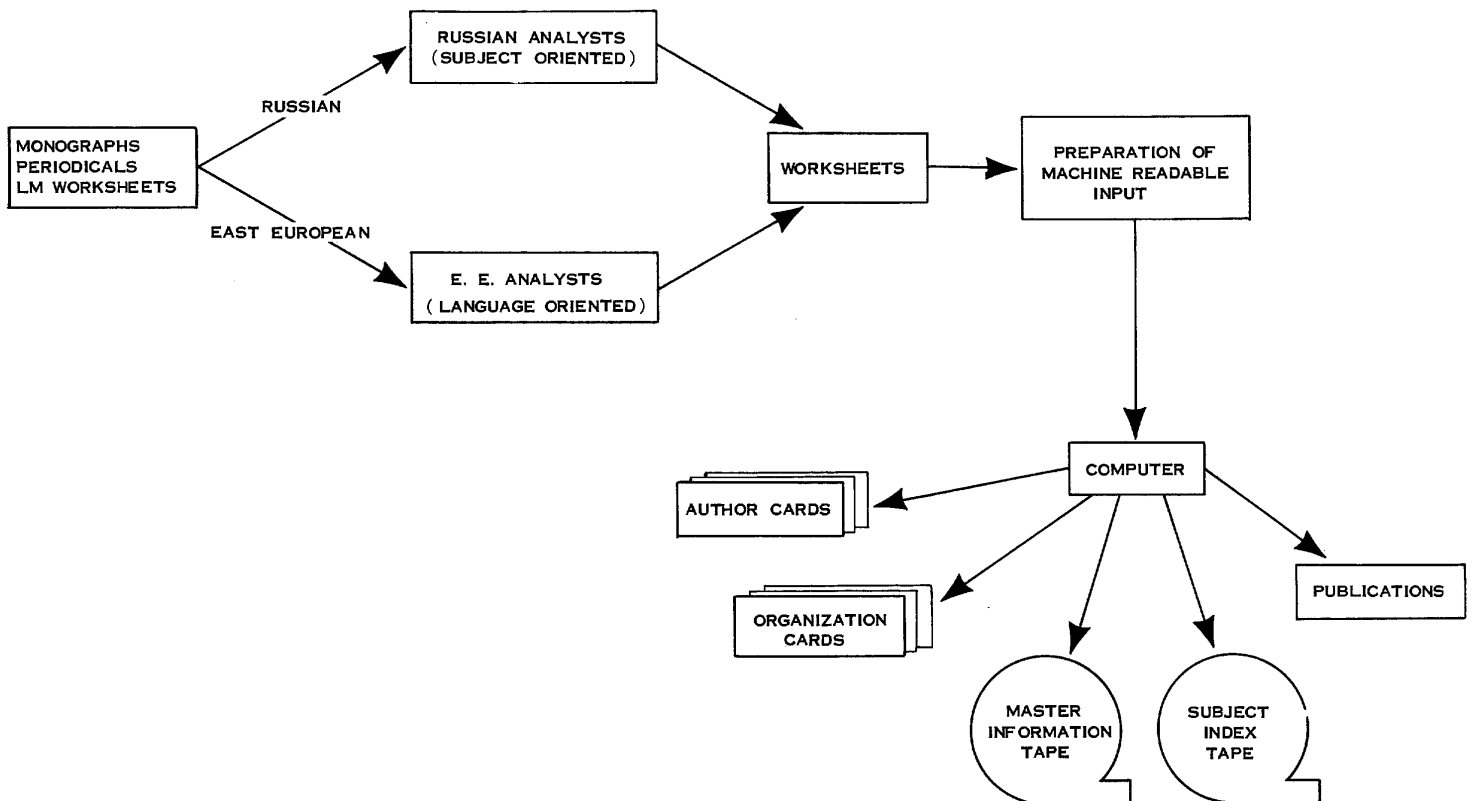 MONOGRAPHS
PERIODICALS
LM WORKSHEETS
RUSSIAN
EAST EUROPEAN
RUSSIAN ANALYSTS
(SUBJECT ORIENTED)
E. E. ANALYSTS
(LANGUAGE ORIENTED)
WORKSHEETS
PREPARATION OF
MACHINE READABLE
INPUT
COMPUTER
AUTHOR CARDS
ORGANIZATION
CARDS
MASTER
INFORMATION
TAPE
SUBJECT
INDEX
TAPE
PUBLICATIONS